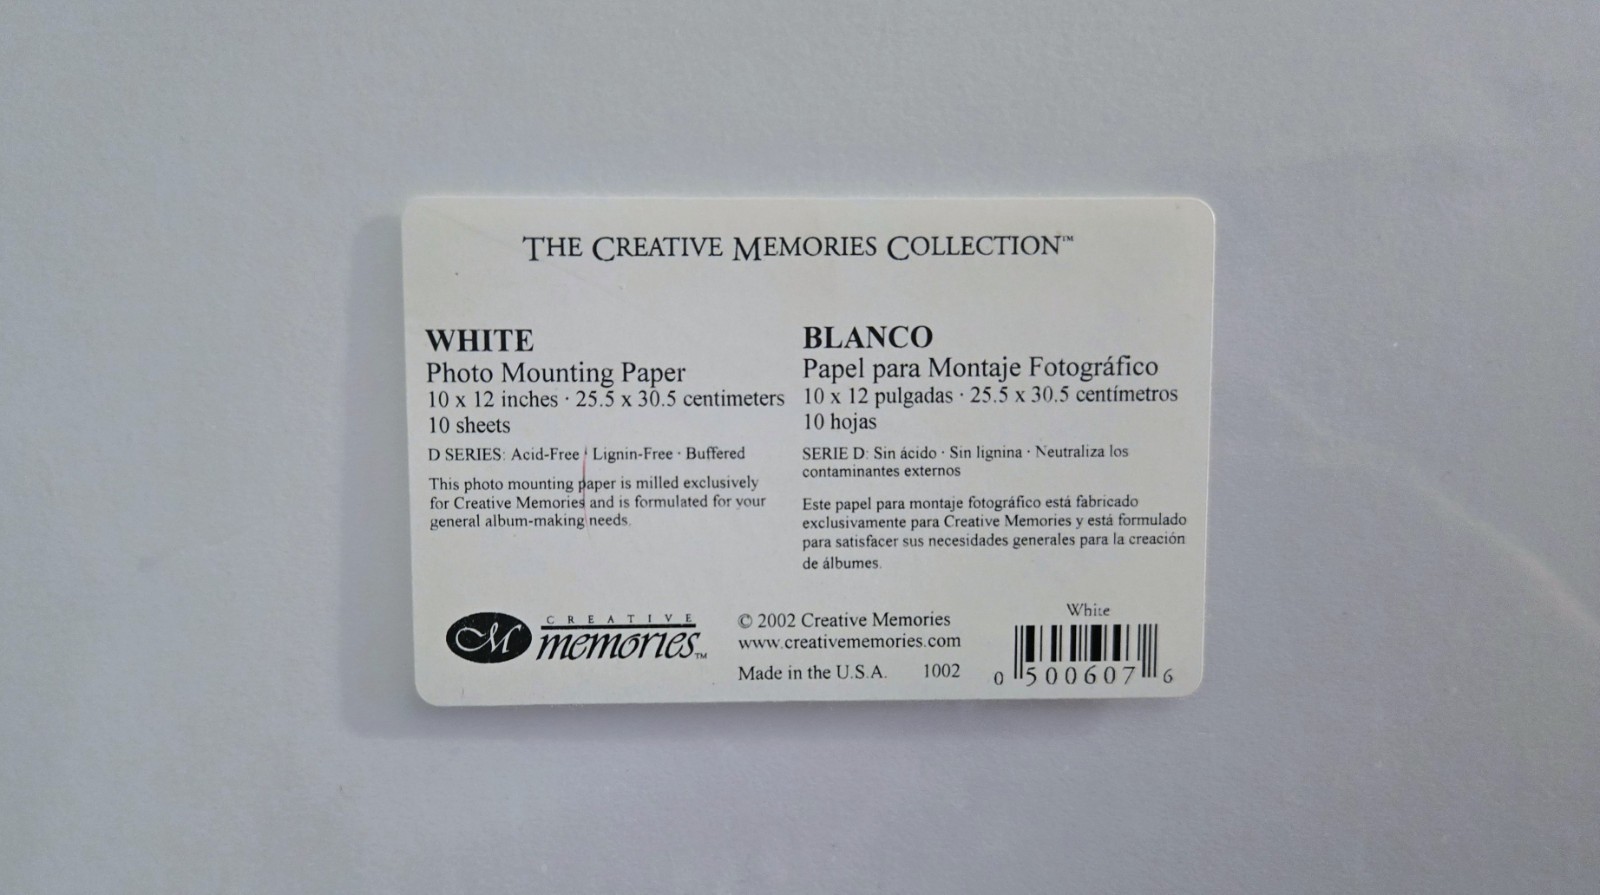 THE CREATIVE MEMORIES COLLECTION™
WHITE
Photo Mounting Paper
10 x 12 inches · 25.5 x 30.5 centimeters
10 sheets
D SERIES: Acid-Free · Lignin-Free · Buffered
This photo mounting paper is milled exclusively
for Creative Memories and is formulated for your
general album-making needs.
BLANCO
Papel para Montaje Fotográfico
10 x 12 pulgadas · 25.5 x 30.5 centímetros
10 hojas
SERIE D: Sin ácido · Sin lignina · Neutraliza los
contaminantes externos
Este papel para montaje fotográfico está fabricado
exclusivamente para Creative Memories y está formulado
para satisfacer sus necesidades generales para la creación
de álbumes.
M
CREATIVE
memories™
© 2002 Creative Memories
www.creativememories.com
Made in the U.S.A. 1002
White
0 500607 6